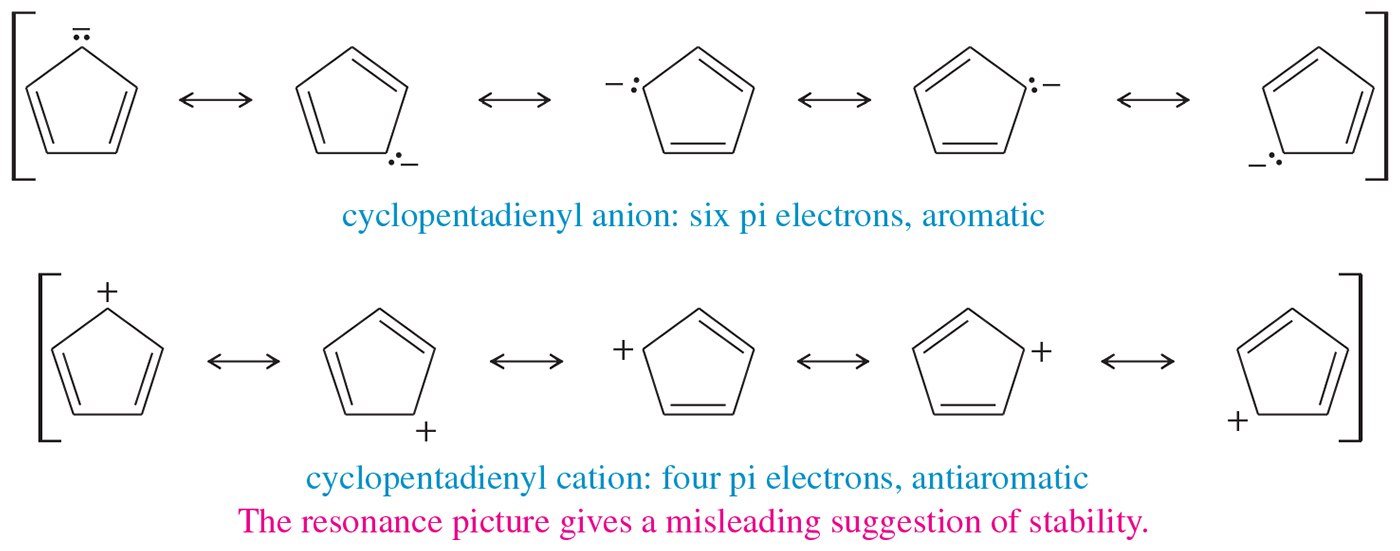 cyclopentadienyl anion: six pi electrons, aromatic
cyclopentadienyl cation: four pi electrons, antiaromatic
The resonance picture gives a misleading suggestion of stability.